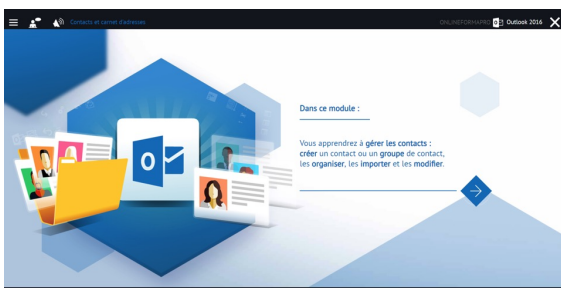 Contacts et carnet d'adresses
ONLINEFORMAPRO
Outlook 2016
Dans ce module :
Vous apprendrez à gérer les contacts :
créer un contact ou un groupe de contact,
les organiser, les importer et les modifier.